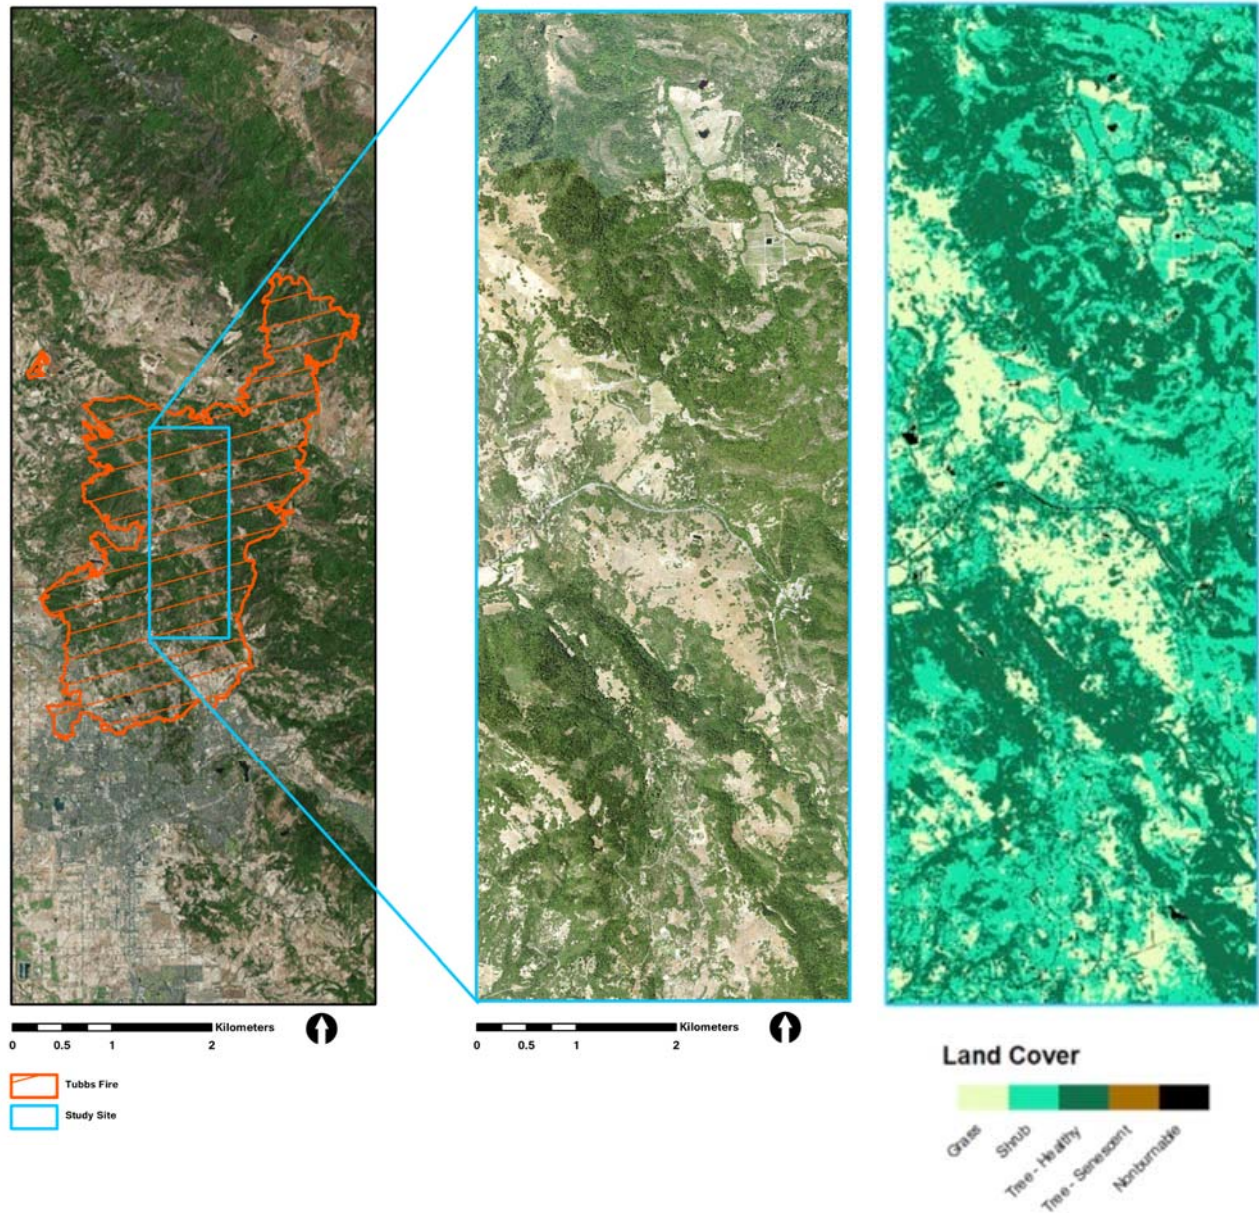 Kilometers
0 0.5 1 2
Kilometers
0 0.5 1 2
Tubbs Fire
Study Site
Land Cover
Grass
Shrub
Tree - Healthy
Tree - Senescent
Nonburnable